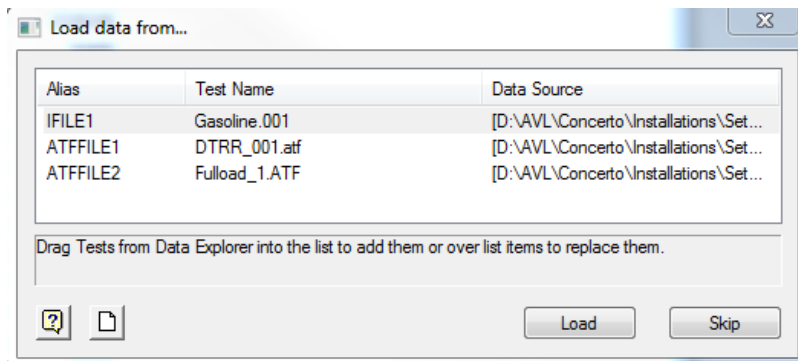 Load data from...
Alias Test Name Data Source
IFILE1 Gasoline.001 [D:\AVL\Concerto\Installations\Set...
ATFFILE1 DTRR_001.atf [D:\AVL\Concerto\Installations\Set...
ATFFILE2 Fulload_1.ATF [D:\AVL\Concerto\Installations\Set...
Drag Tests from Data Explorer into the list to add them or over list items to replace them.
Load Skip